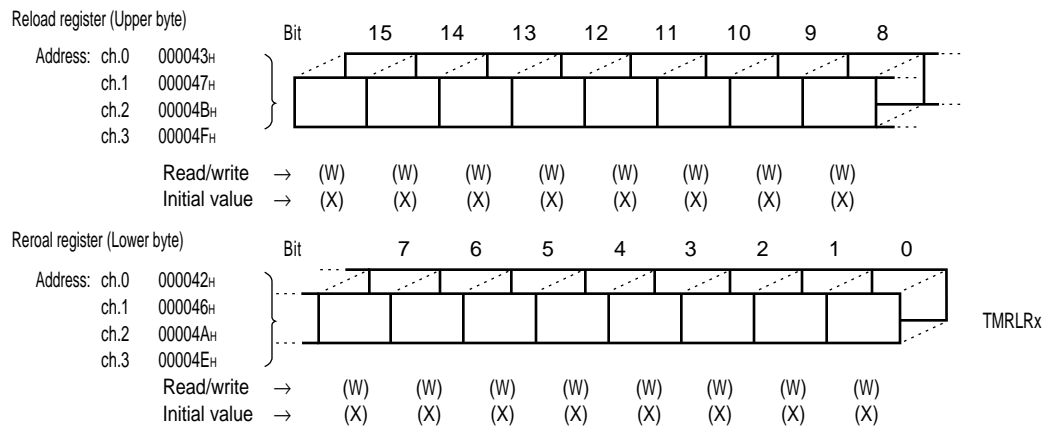 Reload register (Upper byte)
Bit 15 14 13 12 11 10 9 8
Address: ch.0 000043H
ch.1 000047H
ch.2 00004BH
ch.3 00004FH
Read/write → (W) (W) (W) (W) (W) (W) (W) (W)
Initial value → (X) (X) (X) (X) (X) (X) (X) (X)
Reroal register (Lower byte)
Bit 7 6 5 4 3 2 1 0
Address: ch.0 000042H
ch.1 000046H
ch.2 00004AH
ch.3 00004EH
TMRLRx
Read/write → (W) (W) (W) (W) (W) (W) (W) (W)
Initial value → (X) (X) (X) (X) (X) (X) (X) (X)